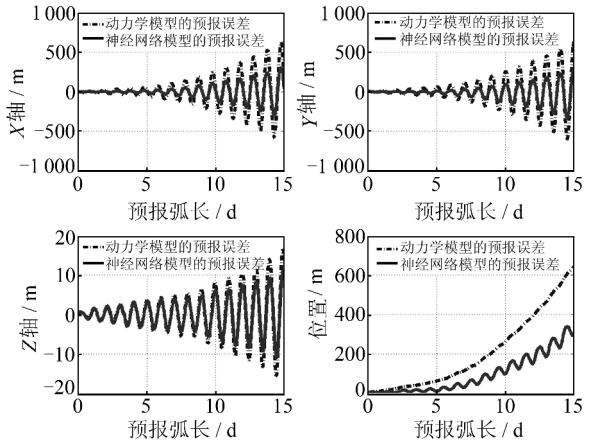 1 000
500
0
−500
−1 000
X轴 / m
动力学模型的预报误差
神经网络模型的预报误差
0 5 10 15
预报弧长 / d
1 000
500
0
−500
−1 000
Y轴 / m
动力学模型的预报误差
神经网络模型的预报误差
0 5 10 15
预报弧长 / d
20
10
0
−10
−20
Z轴 / m
动力学模型的预报误差
神经网络模型的预报误差
0 5 10 15
预报弧长 / d
800
600
400
200
0
位置 / m
动力学模型的预报误差
神经网络模型的预报误差
0 5 10 15
预报弧长 / d